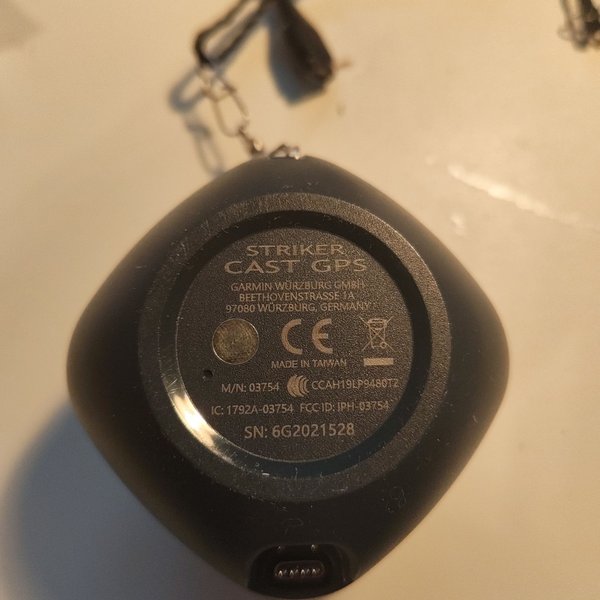 STRIKER
CAST GPS
GARMIN WÜRZBURG GMBH
BEETHOVENSTRASSE 1A
97080 WÜRZBURG, GERMANY
CE
MADE IN TAIWAN
M/N: 03754 CCAH19LP9480TZ
IC: 1792A-03754 FCC ID: IPH-03754
SN: 6G2021528